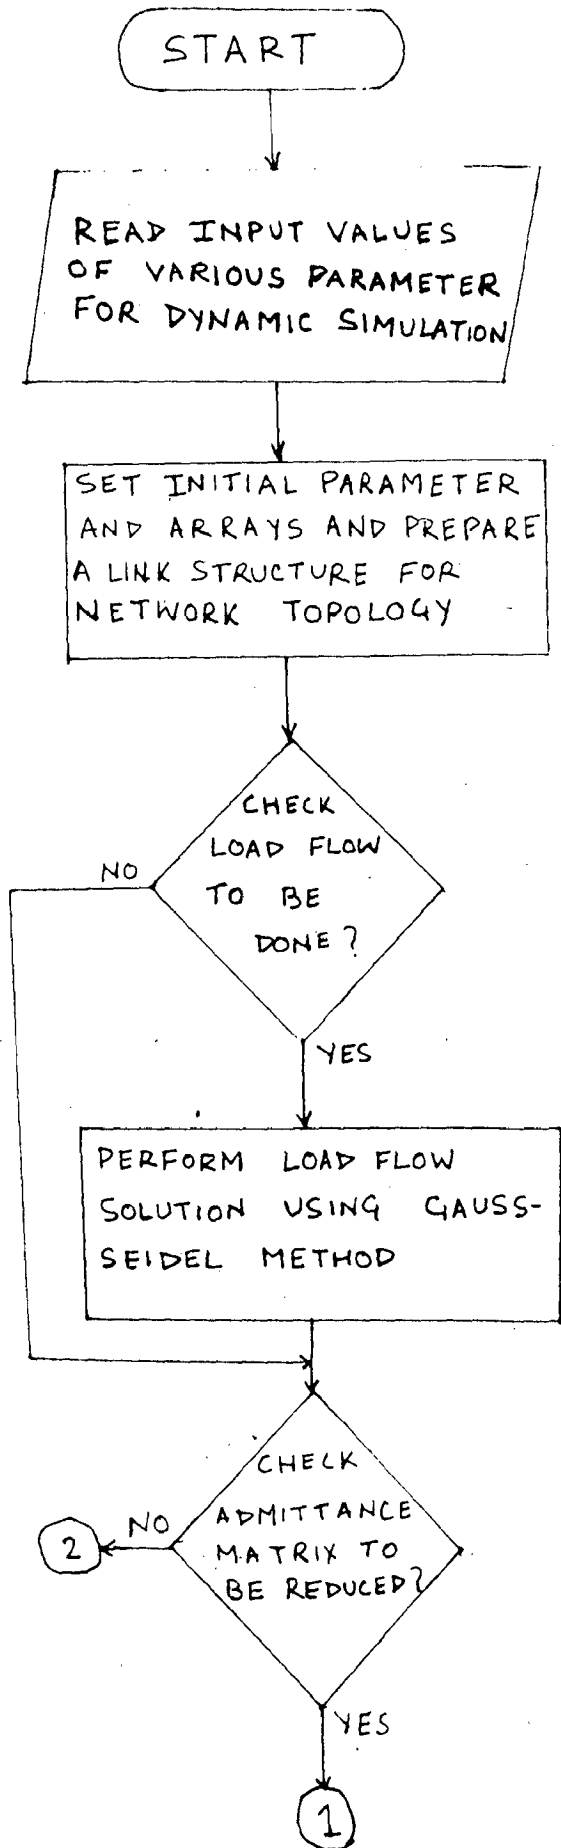 START
READ INPUT VALUES
OF VARIOUS PARAMETER
FOR DYNAMIC SIMULATION
SET INITIAL PARAMETER
AND ARRAYS AND PREPARE
A LINK STRUCTURE FOR
NETWORK TOPOLOGY
CHECK
LOAD FLOW
TO BE
DONE?
NO
YES
PERFORM LOAD FLOW
SOLUTION USING GAUSS-
SEIDEL METHOD
CHECK
ADMITTANCE
MATRIX TO
BE REDUCED?
NO
2
YES
1